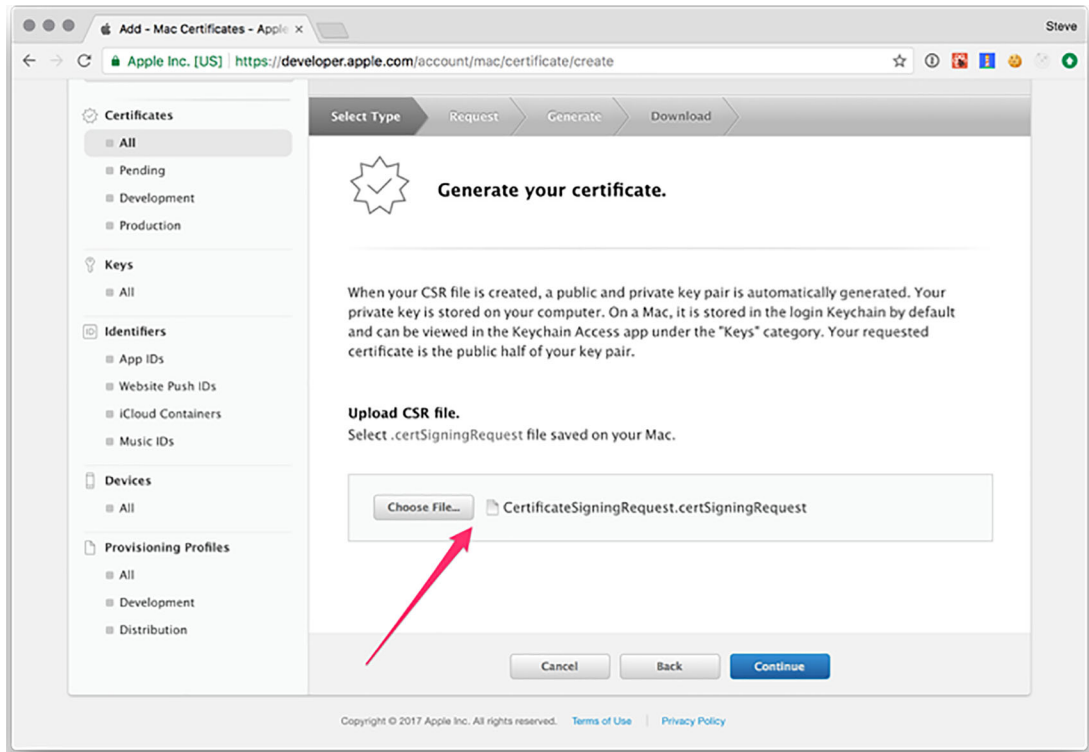 Add - Mac Certificates - Apple
Steve
Apple Inc. [US] https://developer.apple.com/account/mac/certificate/create
Certificates
All
Pending
Development
Production
Keys
All
Identifiers
App IDs
Website Push IDs
iCloud Containers
Music IDs
Devices
All
Provisioning Profiles
All
Development
Distribution
Select Type Request Generate Download
Generate your certificate.
When your CSR file is created, a public and private key pair is automatically generated. Your
private key is stored on your computer. On a Mac, it is stored in the login Keychain by default
and can be viewed in the Keychain Access app under the "Keys" category. Your requested
certificate is the public half of your key pair.
Upload CSR file.
Select .certSigningRequest file saved on your Mac.
Choose File... CertificateSigningRequest.certSigningRequest
Cancel Back Continue
Copyright © 2017 Apple Inc. All rights reserved. Terms of Use Privacy Policy